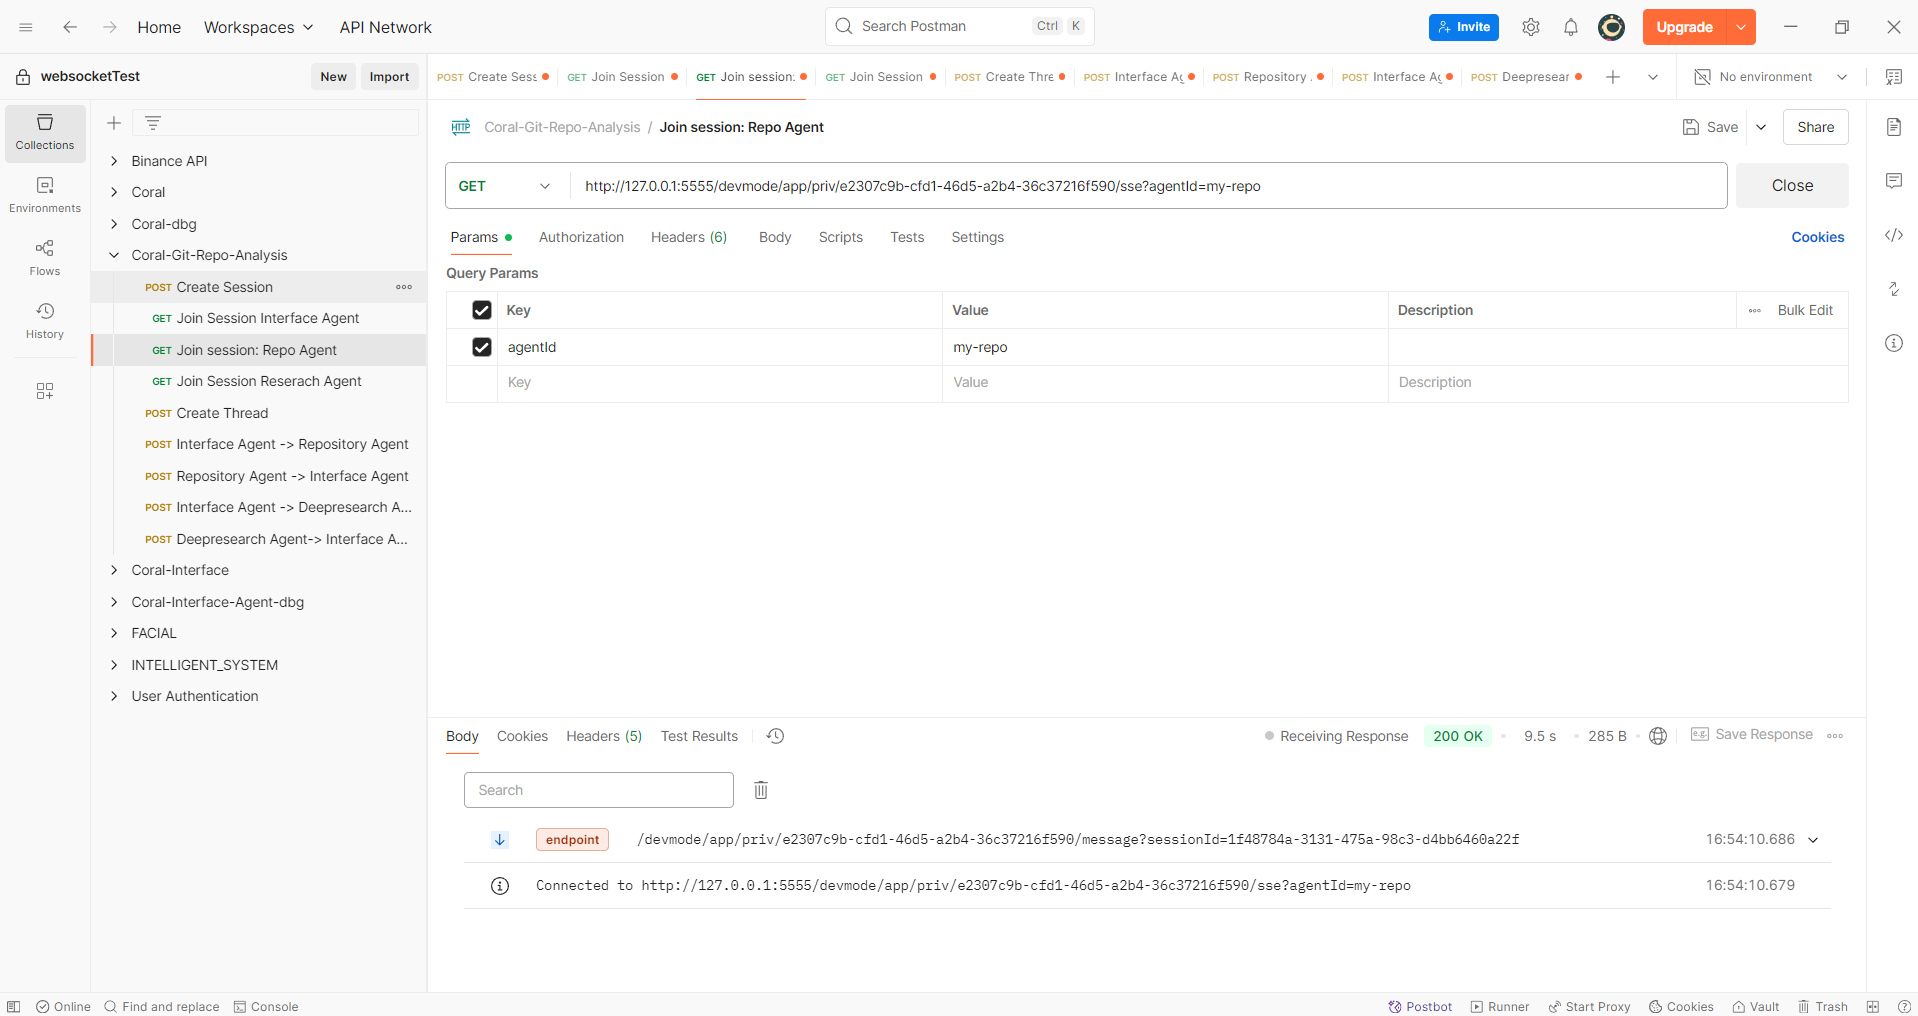 Home
Workspaces
API Network
Search Postman
Ctrl K
Invite
Upgrade
websocketTest
New
Import
POST Create Sess
GET Join Session
GET Join session:
GET Join Session
POST Create Thre
POST Interface Ag
POST Repository
POST Interface Ag
POST Deepresear
No environment
Collections
Environments
Flows
History
Binance API
Coral
Coral-dbg
Coral-Git-Repo-Analysis
POST Create Session
GET Join Session Interface Agent
GET Join session: Repo Agent
GET Join Session Reserach Agent
POST Create Thread
POST Interface Agent -> Repository Agent
POST Repository Agent -> Interface Agent
POST Interface Agent -> Deepresearch A...
POST Deepresearch Agent-> Interface A...
Coral-Interface
Coral-Interface-Agent-dbg
FACIAL
INTELLIGENT_SYSTEM
User Authentication
HTTP Coral-Git-Repo-Analysis / Join session: Repo Agent
Save
Share
GET
http://127.0.0.1:5555/devmode/app/priv/e2307c9b-cfd1-46d5-a2b4-36c37216f590/sse?agentId=my-repo
Close
Params
Authorization
Headers (6)
Body
Scripts
Tests
Settings
Cookies
Query Params
Key
Value
Description
Bulk Edit
agentId
my-repo
Key
Value
Description
Body
Cookies
Headers (5)
Test Results
Receiving Response
200 OK
9.5 s
285 B
e.g. Save Response
Search
endpoint
/devmode/app/priv/e2307c9b-cfd1-46d5-a2b4-36c37216f590/message?sessionId=1f48784a-3131-475a-98c3-d4bb6460a22f
16:54:10.686
Connected to http://127.0.0.1:5555/devmode/app/priv/e2307c9b-cfd1-46d5-a2b4-36c37216f590/sse?agentId=my-repo
16:54:10.679
Online
Find and replace
Console
Postbot
Runner
Start Proxy
Cookies
Vault
Trash